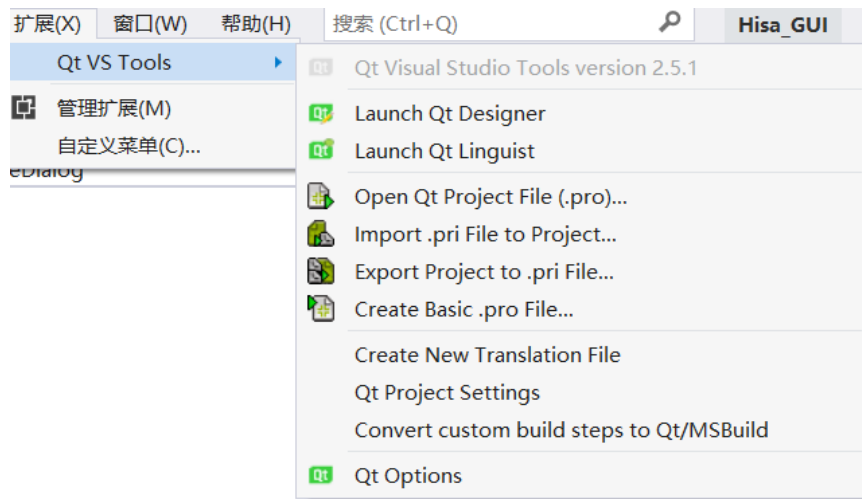 扩展(X) 窗口(W) 帮助(H) 搜索 (Ctrl+Q) Hisa_GUI
Qt VS Tools
管理扩展(M)
自定义菜单(C)...
eDialog
Qt Visual Studio Tools version 2.5.1
Launch Qt Designer
Launch Qt Linguist
Open Qt Project File (.pro)...
Import .pri File to Project...
Export Project to .pri File...
Create Basic .pro File...
Create New Translation File
Qt Project Settings
Convert custom build steps to Qt/MSBuild
Qt Options